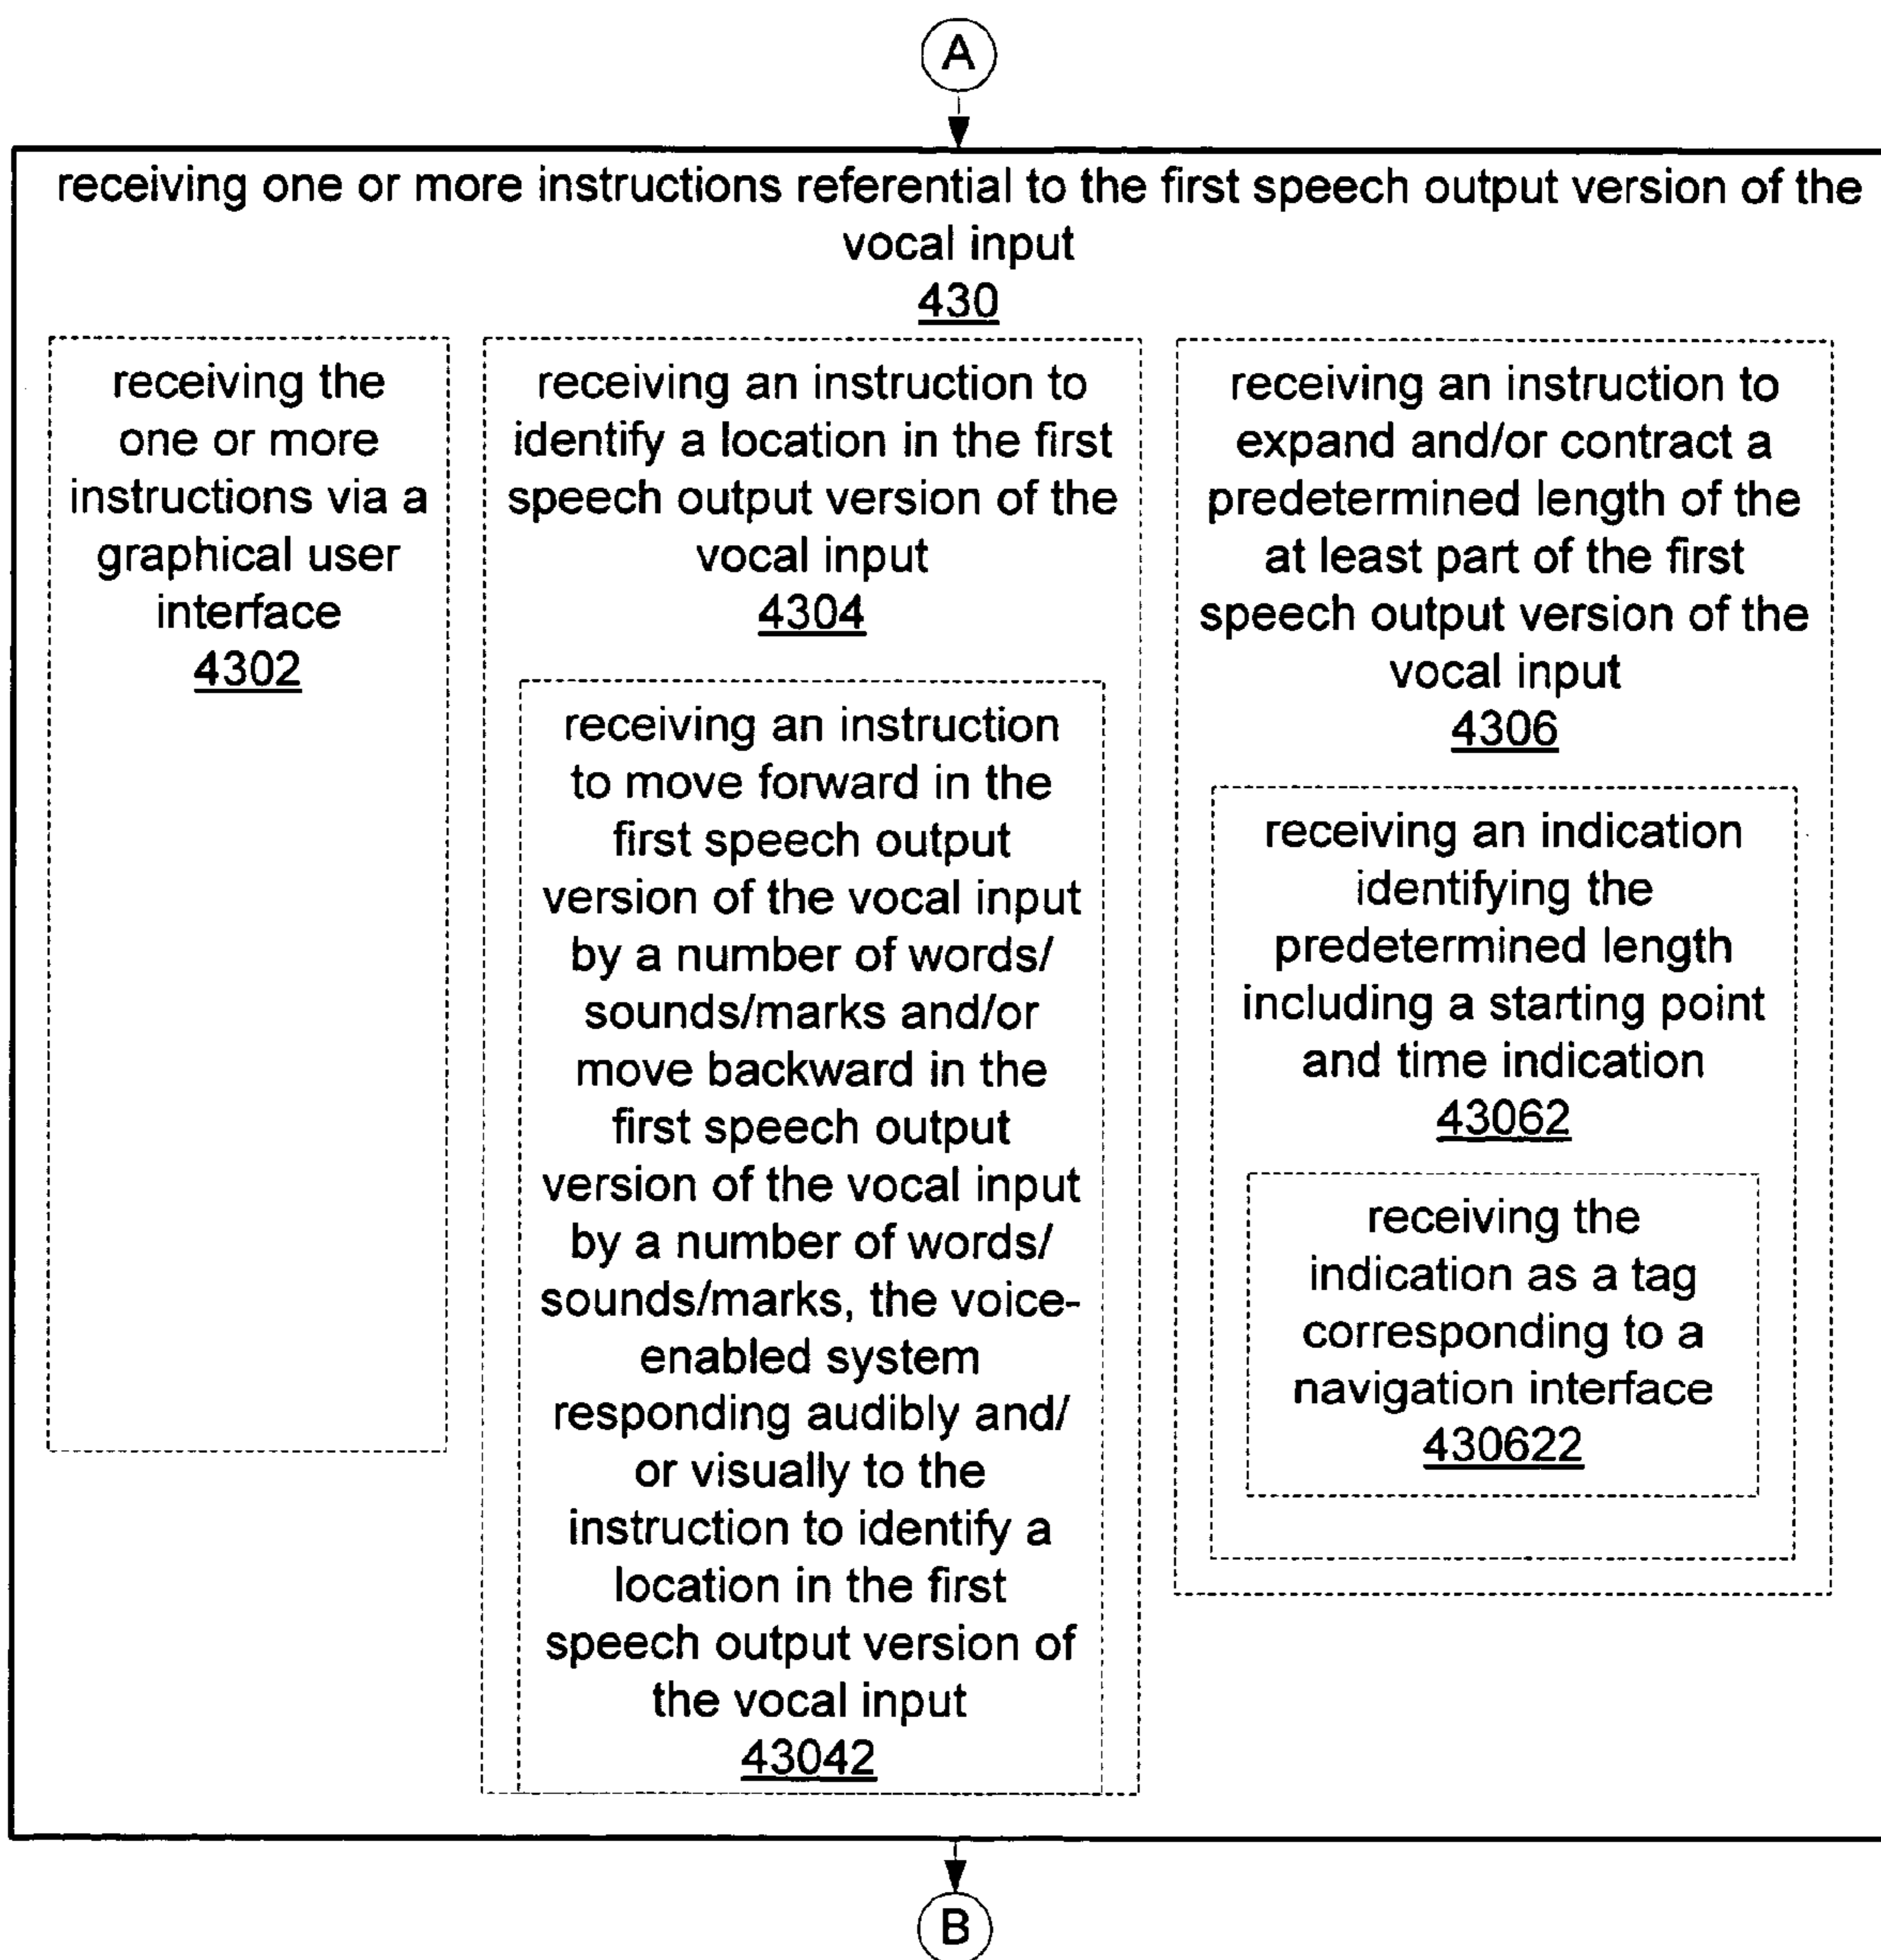 A
receiving one or more instructions referential to the first speech output version of the
vocal input
430
receiving the
one or more
instructions via a
graphical user
interface
4302
receiving an instruction to
identify a location in the first
speech output version of the
vocal input
4304
receiving an instruction
to move forward in the
first speech output
version of the vocal input
by a number of words/
sounds/marks and/or
move backward in the
first speech output
version of the vocal input
by a number of words/
sounds/marks, the voice-
enabled system
responding audibly and/
or visually to the
instruction to identify a
location in the first
speech output version of
the vocal input
43042
receiving an instruction to
expand and/or contract a
predetermined length of the
at least part of the first
speech output version of the
vocal input
4306
receiving an indication
identifying the
predetermined length
including a starting point
and time indication
43062
receiving the
indication as a tag
corresponding to a
navigation interface
430622
B